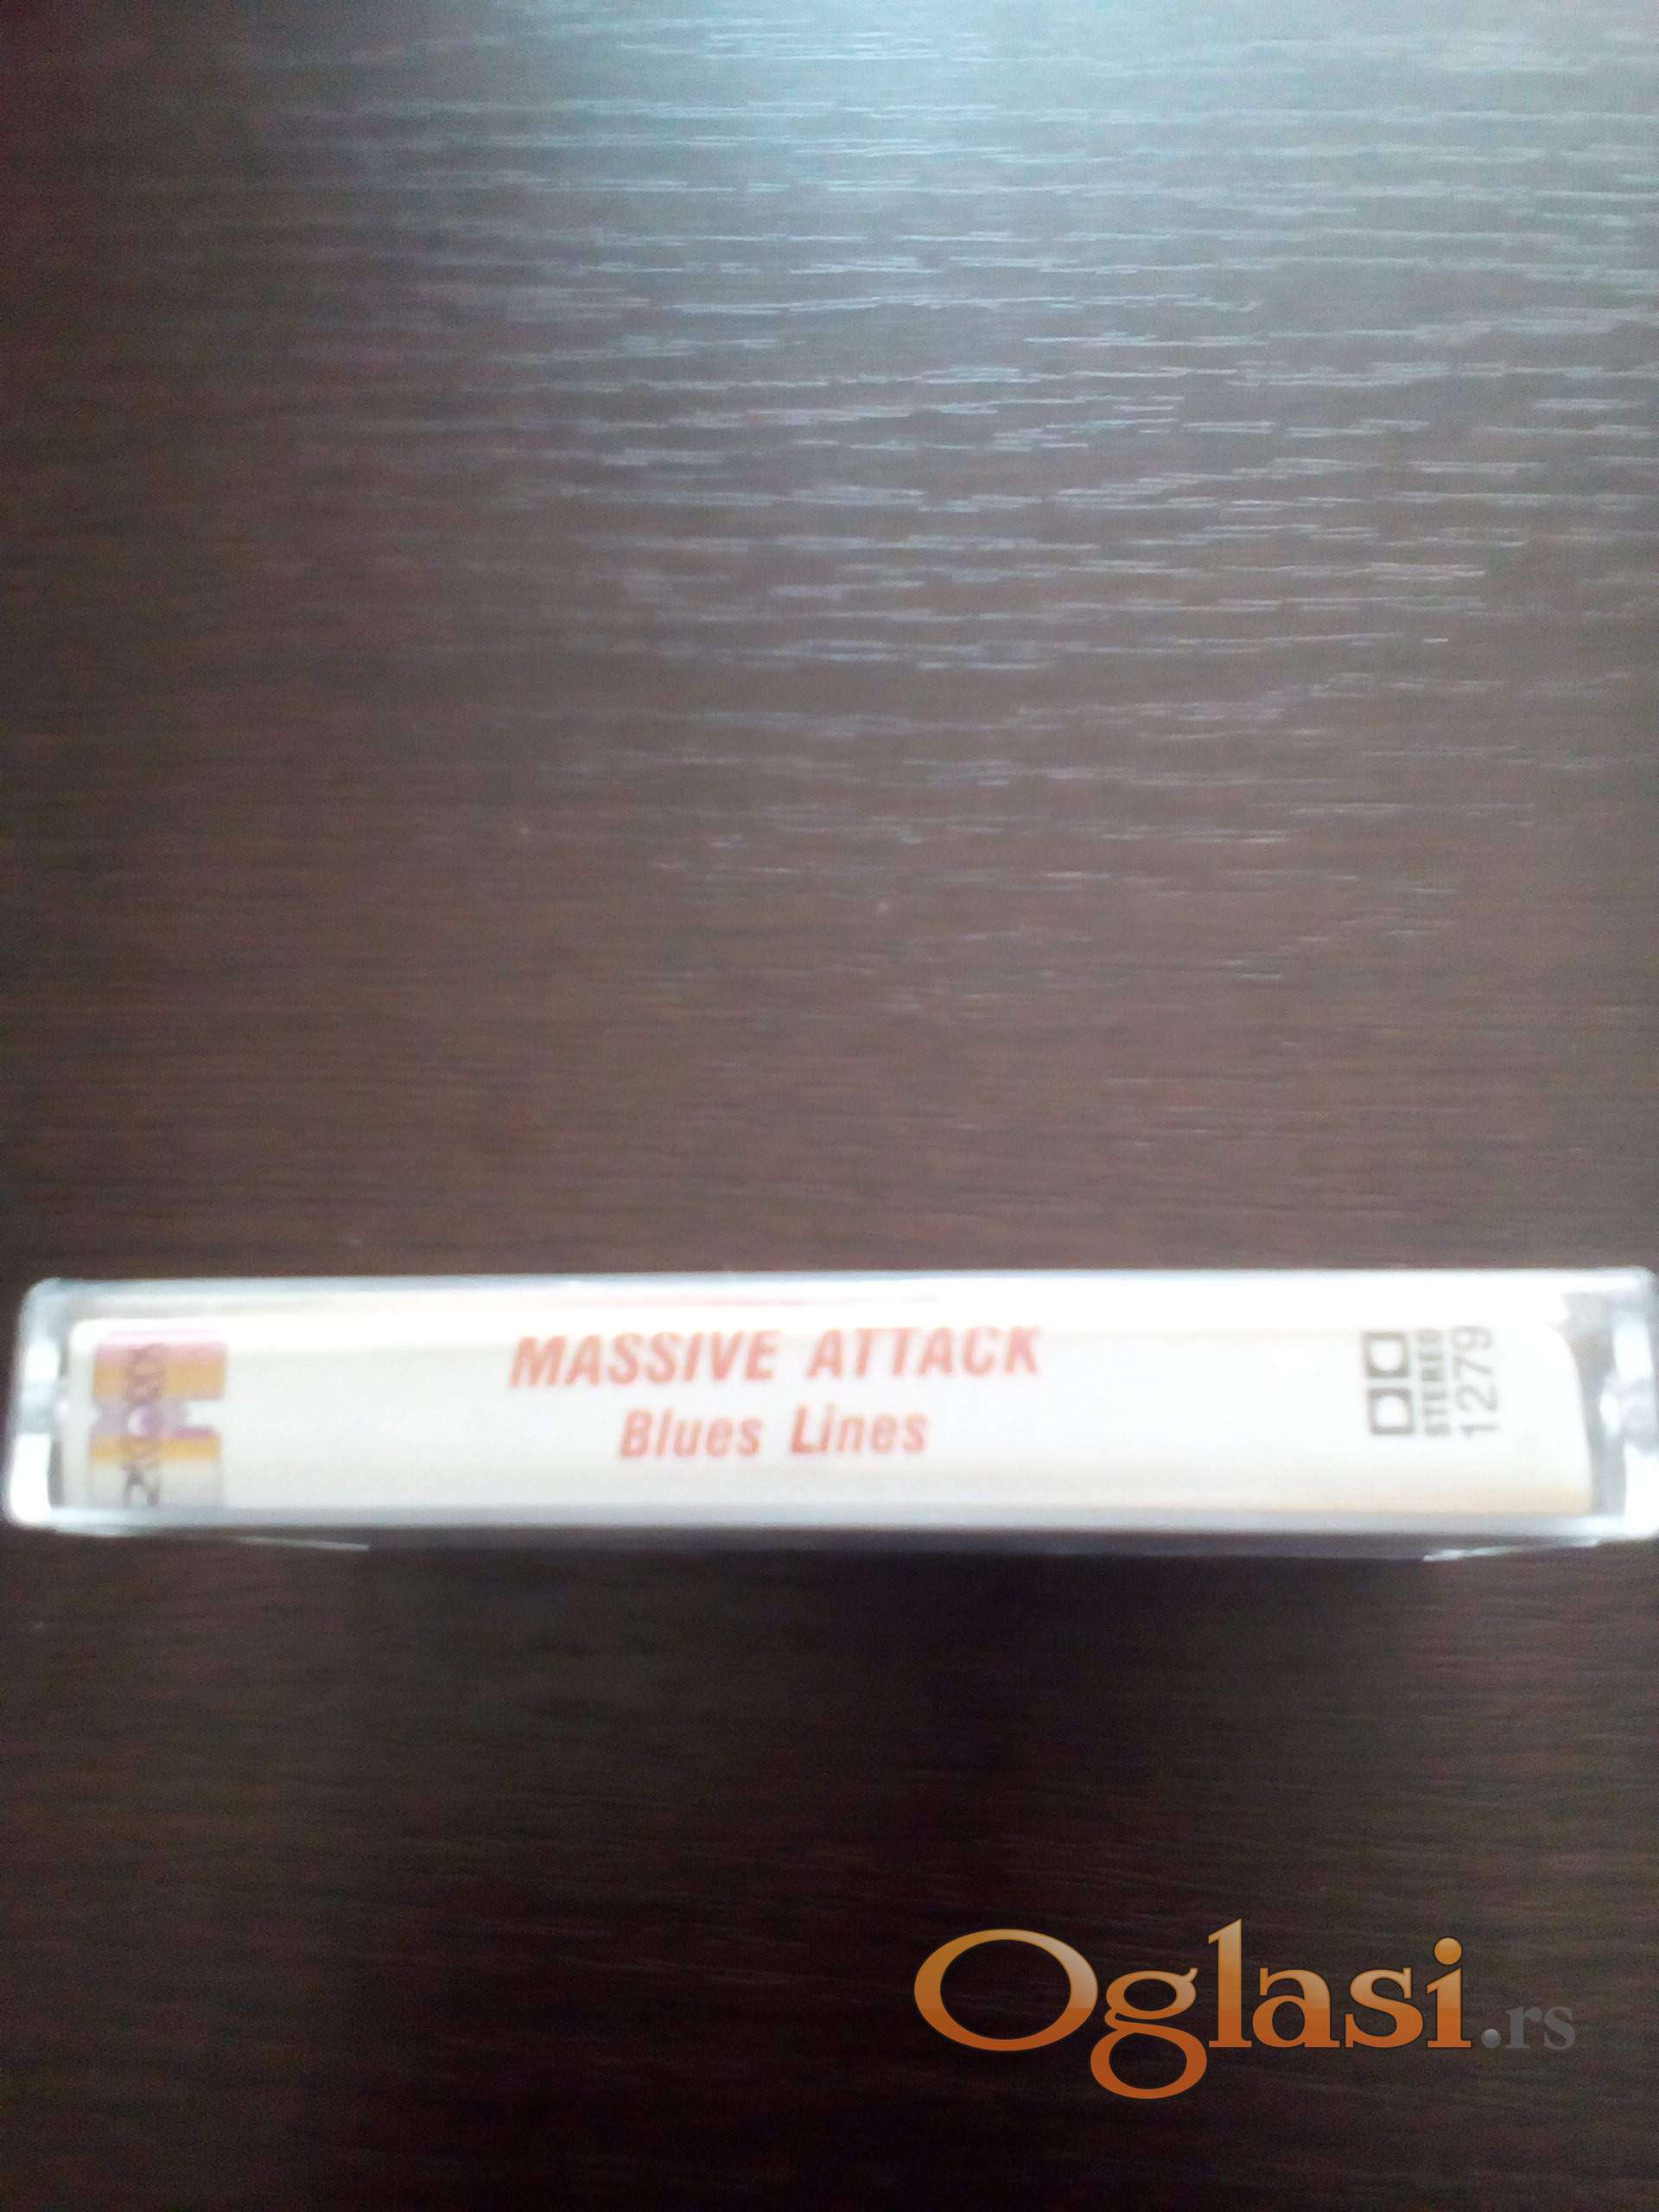 MASSIVE ATTACK
Blues Lines
STEREO
1279
Oglasi.rs